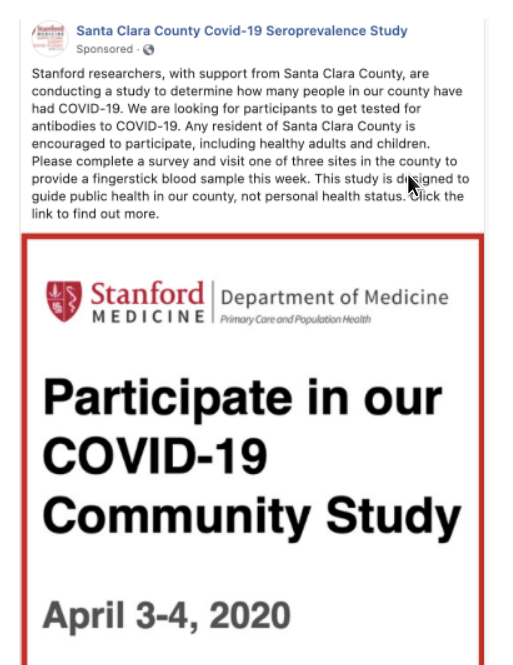 Santa Clara County Covid-19 Seroprevalence Study
Sponsored ·
Stanford researchers, with support from Santa Clara County, are
conducting a study to determine how many people in our county have
had COVID-19. We are looking for participants to get tested for
antibodies to COVID-19. Any resident of Santa Clara County is
encouraged to participate, including healthy adults and children.
Please complete a survey and visit one of three sites in the county to
provide a fingerstick blood sample this week. This study is designed to
guide public health in our county, not personal health status. Click the
link to find out more.
Stanford MEDICINE | Department of Medicine
Primary Care and Population Health
Participate in our
COVID-19
Community Study
April 3-4, 2020